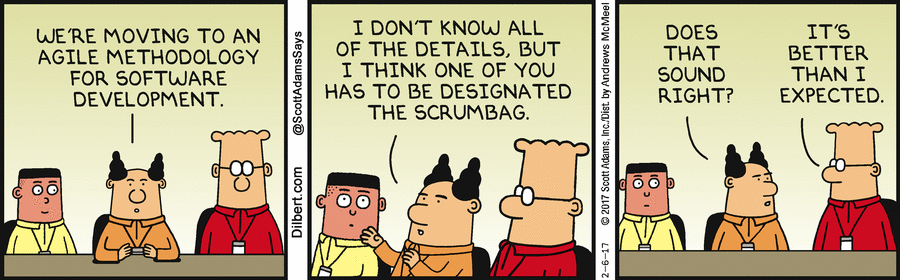 WE'RE MOVING TO AN
AGILE METHODOLOGY
FOR SOFTWARE
DEVELOPMENT.
Dilbert.com @ScottAdamsSays
I DON'T KNOW ALL
OF THE DETAILS, BUT
I THINK ONE OF YOU
HAS TO BE DESIGNATED
THE SCRUMBAG.
2-6-17 © 2017 Scott Adams, Inc./Dist. by Andrews McMeel
DOES
THAT
SOUND
RIGHT?
IT'S
BETTER
THAN I
EXPECTED.